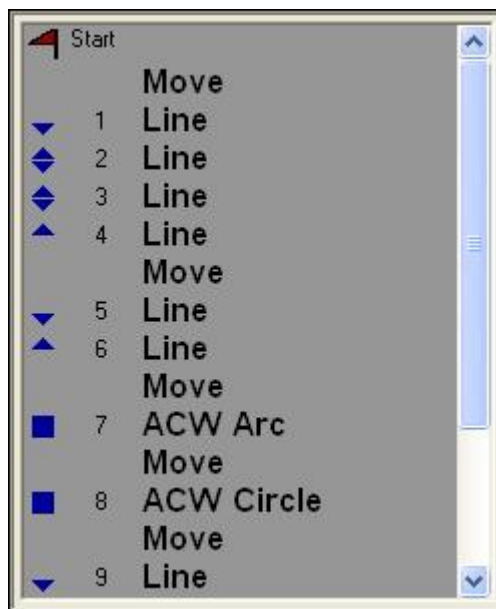 Start
Move
1 Line
2 Line
3 Line
4 Line
Move
5 Line
6 Line
Move
7 ACW Arc
Move
8 ACW Circle
Move
9 Line